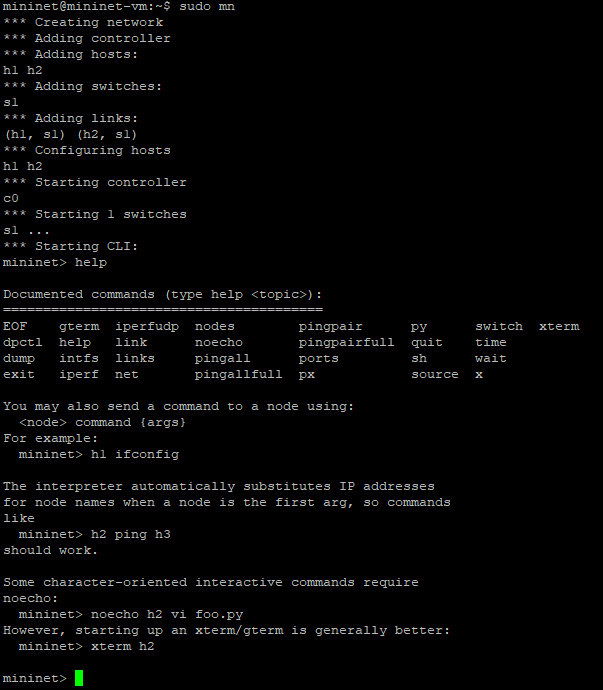 mininet@mininet-vm:~$ sudo mn
*** Creating network
*** Adding controller
*** Adding hosts:
h1 h2
*** Adding switches:
s1
*** Adding links:
(h1, s1) (h2, s1)
*** Configuring hosts
h1 h2
*** Starting controller
c0
*** Starting 1 switches
s1 ...
*** Starting CLI:
mininet> help

Documented commands (type help <topic>):
========================================
EOF    gterm  iperfudp  nodes        pingpair      py      switch  xterm
dpctl  help   link      noecho       pingpairfull  quit    time
dump   intfs  links     pingall      ports         sh      wait
exit   iperf  net       pingallfull  px            source  x

You may also send a command to a node using:
  <node> command {args}
For example:
  mininet> h1 ifconfig

The interpreter automatically substitutes IP addresses
for node names when a node is the first arg, so commands
like
  mininet> h2 ping h3
should work.

Some character-oriented interactive commands require
noecho:
  mininet> noecho h2 vi foo.py
However, starting up an xterm/gterm is generally better:
  mininet> xterm h2

mininet>